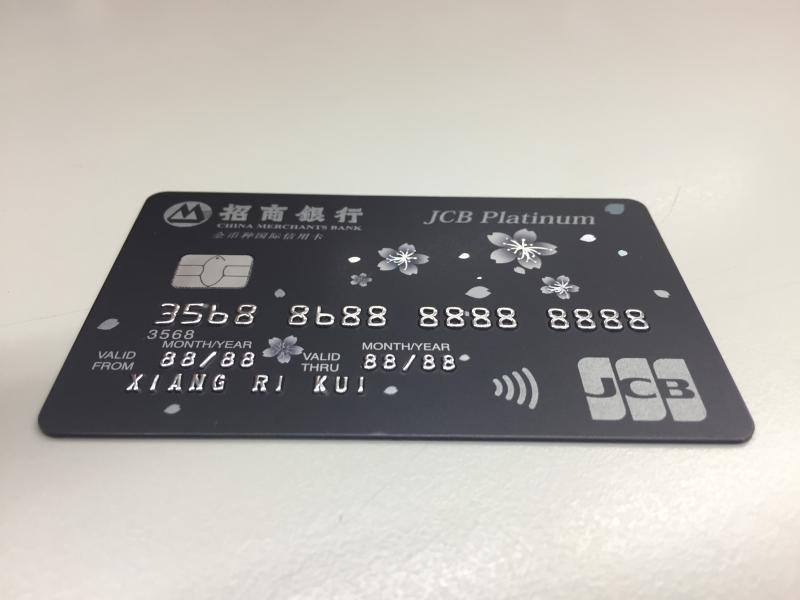 招商銀行
CHINA MERCHANTS BANK
全币种国际信用卡
JCB Platinum
3568 8688 8888 8888
3568
MONTH/YEAR MONTH/YEAR
VALID FROM 88/88 VALID THRU 88/88
XIANG RI KUI
JCB